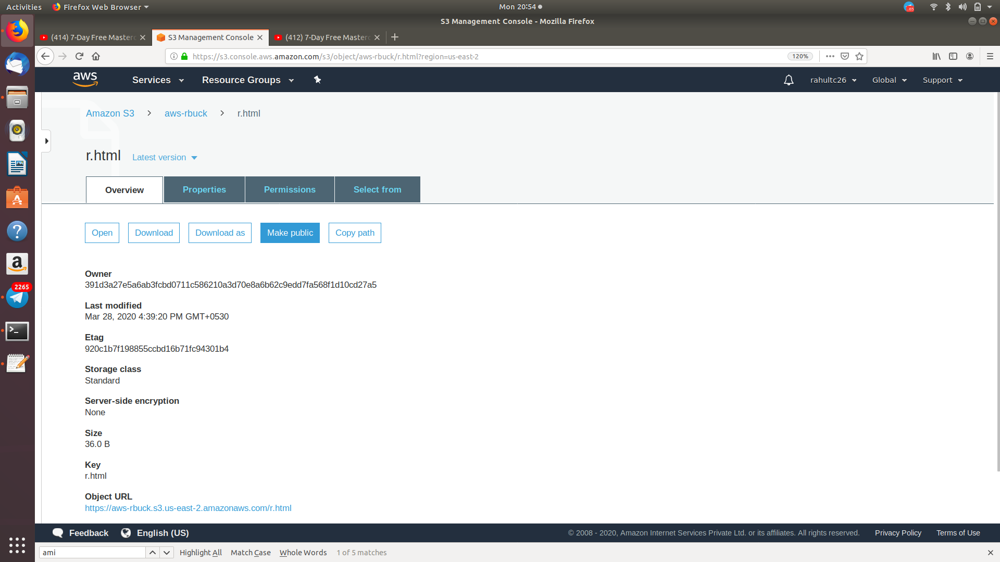 Activities
Firefox Web Browser
Mon 20:54
65
S3 Management Console - Mozilla Firefox
(414) 7-Day Free Masterc
S3 Management Console
(412) 7-Day Free Masterc
https://s3.console.aws.amazon.com/s3/object/aws-rbuck/r.html?region=us-east-2
120%
aws
Services
Resource Groups
rahultc26
Global
Support
Amazon S3
aws-rbuck
r.html
r.html
Latest version
Overview
Properties
Permissions
Select from
Open
Download
Download as
Make public
Copy path
Owner
391d3a27e5a6ab3fcbd0711c586210a3d70e8a6b62c9edd7fa568f1d10cd27a5
Last modified
Mar 28, 2020 4:39:20 PM GMT+0530
Etag
920c1b7f198855ccbd16b71fc94301b4
Storage class
Standard
Server-side encryption
None
Size
36.0 B
Key
r.html
Object URL
https://aws-rbuck.s3.us-east-2.amazonaws.com/r.html
2265
Feedback
English (US)
© 2008 - 2020, Amazon Internet Services Private Ltd. or its affiliates. All rights reserved.
Privacy Policy
Terms of Use
ami
Highlight All
Match Case
Whole Words
1 of 5 matches